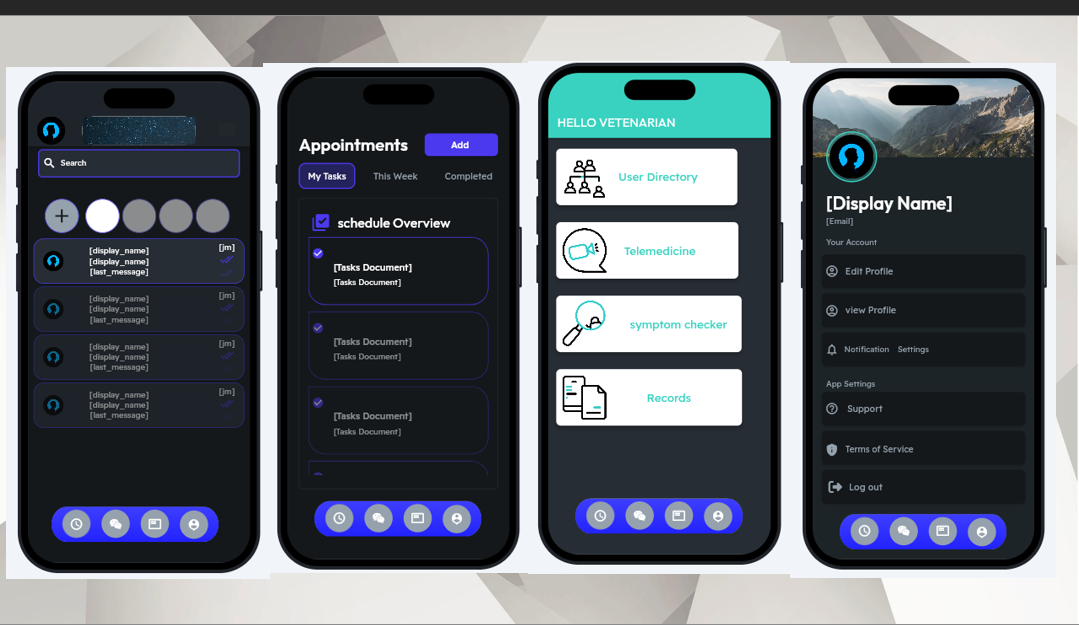 Search
[display_name]
[display_name]
[last_message]
[jm]
[display_name]
[display_name]
[last_message]
[jm]
[display_name]
[display_name]
[last_message]
[jm]
[display_name]
[display_name]
[last_message]
[jm]
Appointments
Add
My Tasks
This Week
Completed
schedule Overview
[Tasks Document]
[Tasks Document]
[Tasks Document]
[Tasks Document]
[Tasks Document]
[Tasks Document]
HELLO VETENARIAN
User Directory
Telemedicine
symptom checker
Records
[Display Name]
[Email]
Your Account
Edit Profile
view Profile
Notification Settings
App Settings
Support
Terms of Service
Log out